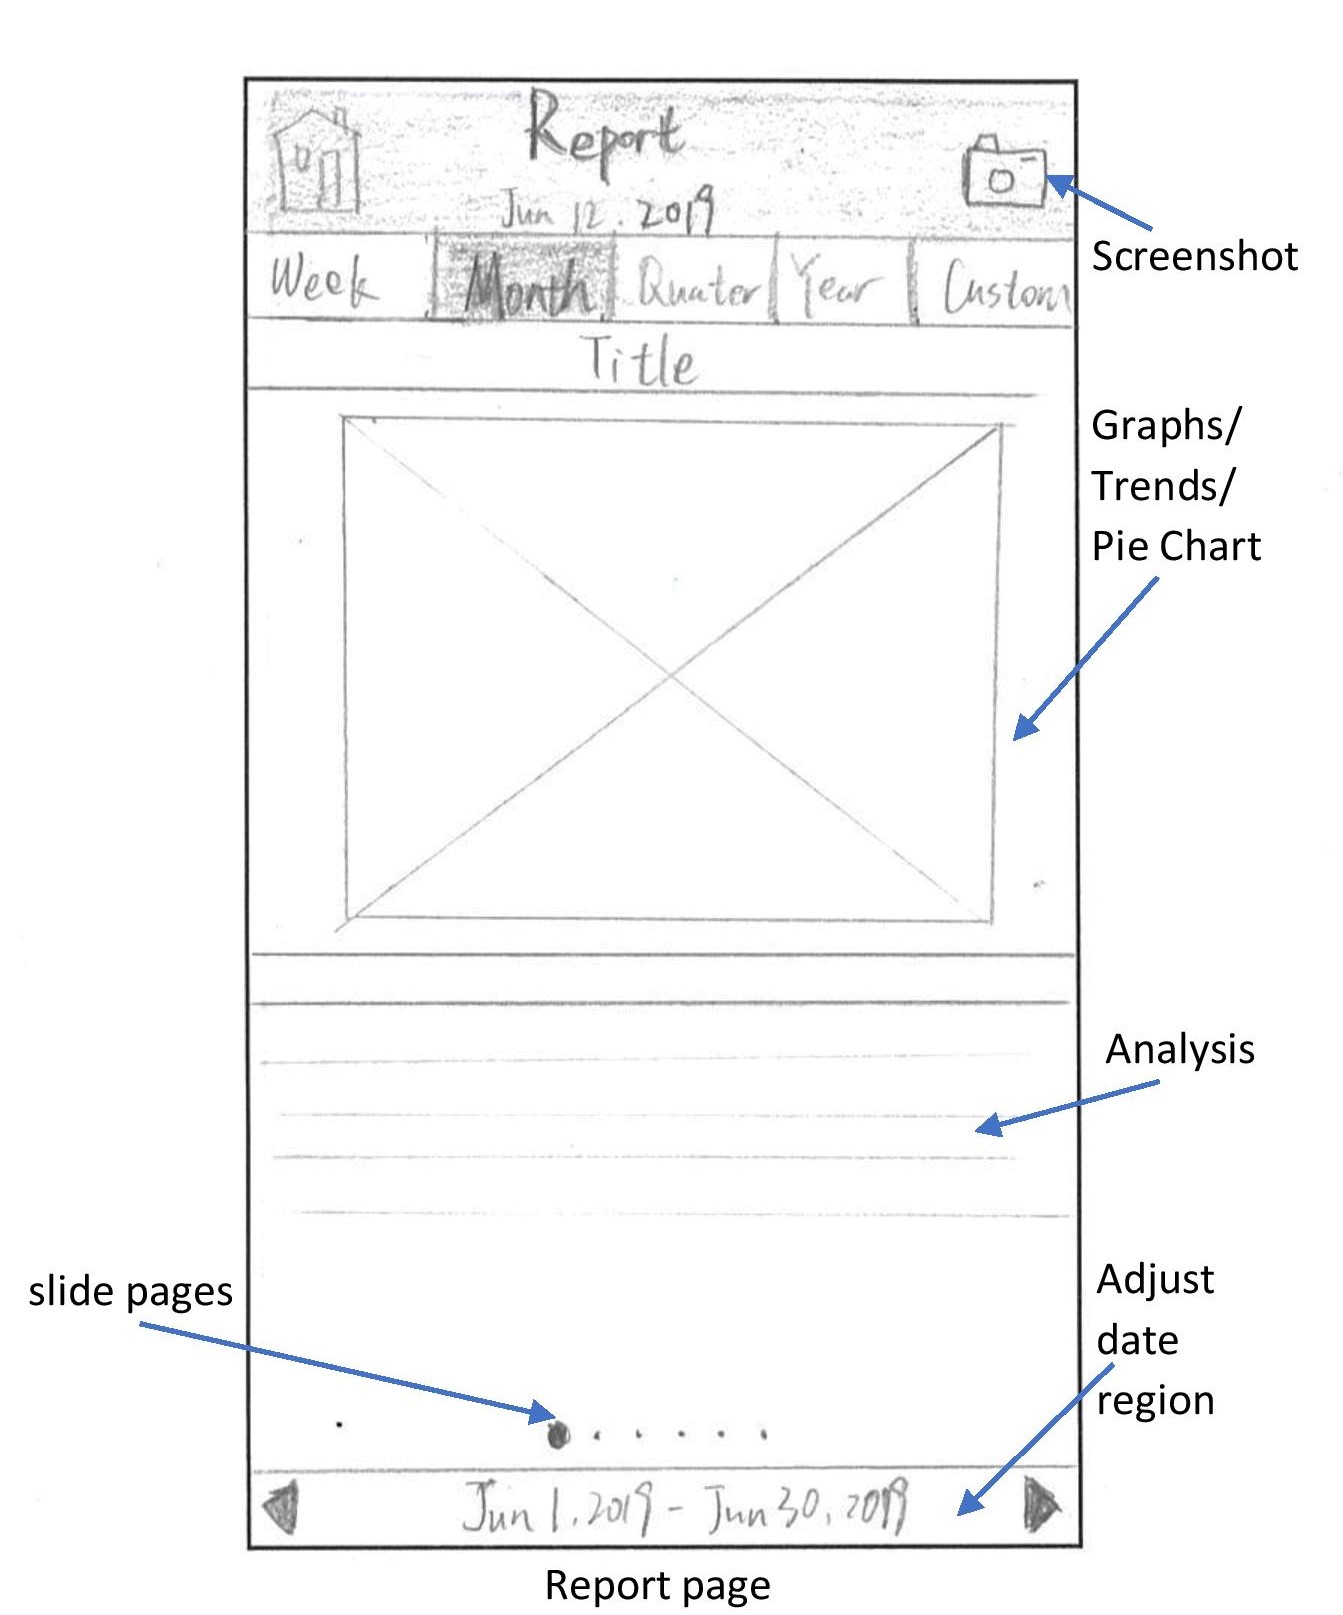 Report
Jun 12. 2019
Screenshot
Week Month Quater Year Custom
Title
Graphs/
Trends/
Pie Chart
Analysis
slide pages
Adjust
date
region
Jun 1, 2019 - Jun 30, 2019
Report page